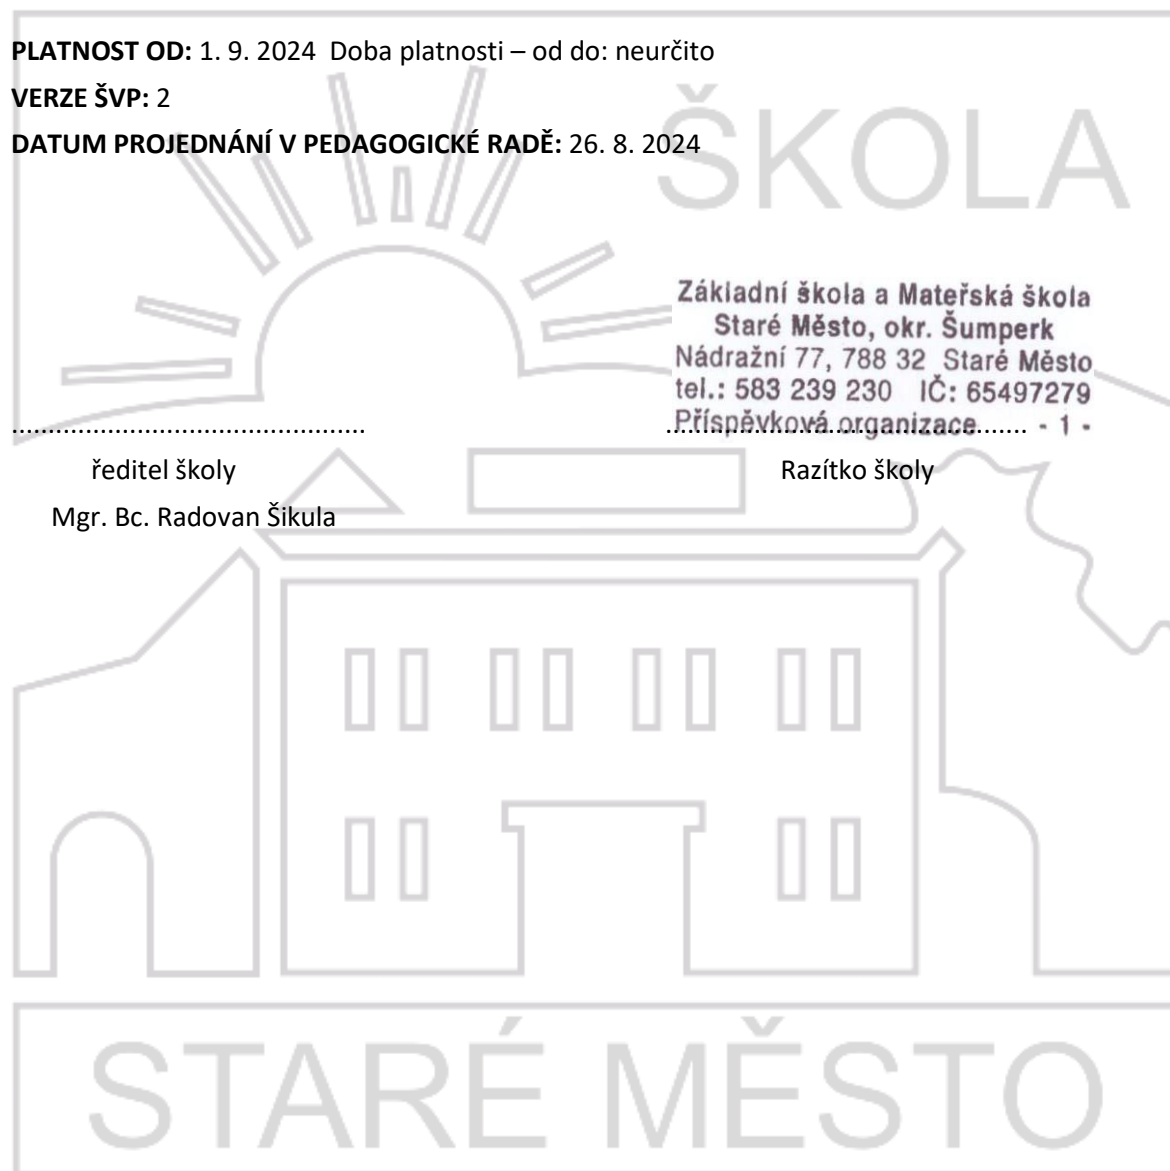 PLATNOST OD: 1. 9. 2024 Doba platnosti – od do: neurčito
VERZE ŠVP: 2
DATUM PROJEDNÁNÍ V PEDAGOGICKÉ RADĚ: 26. 8. 2024
ŠKOLA
Základní škola a Mateřská škola
Staré Město, okr. Šumperk
Nádražní 77, 788 32 Staré Město
tel.: 583 239 230 IČ: 65497279
Příspěvková organizace - 1 -
ředitel školy
Razítko školy
Mgr. Bc. Radovan Šikula
STARÉ MĚSTO